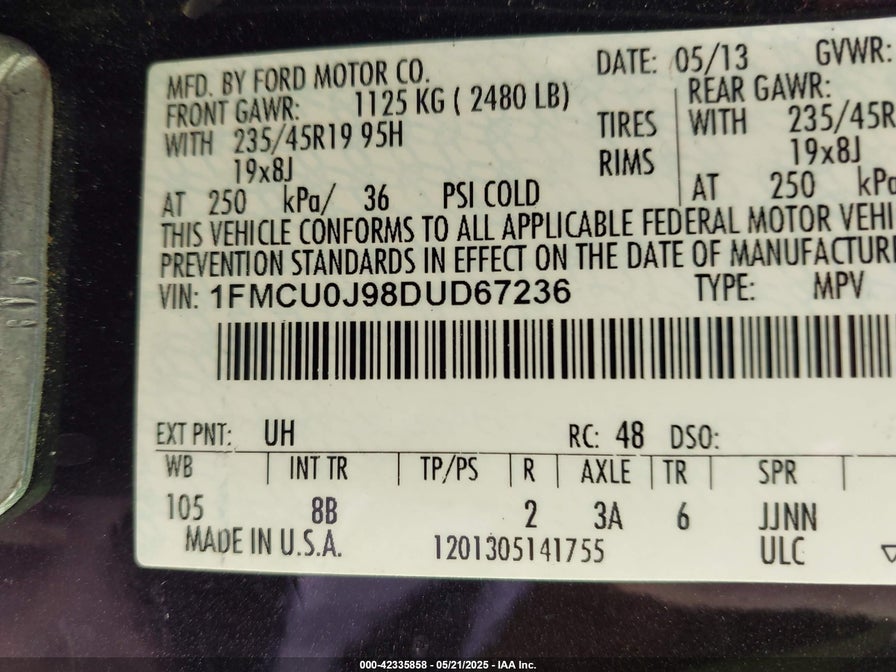 MFD. BY FORD MOTOR CO. DATE: 05/13 GVWR:
FRONT GAWR: 1125 KG ( 2480 LB) REAR GAWR:
WITH 235/45R19 95H TIRES WITH 235/45R
19x8J RIMS 19x8J
AT 250 kPa/ 36 PSI COLD AT 250 kPa
THIS VEHICLE CONFORMS TO ALL APPLICABLE FEDERAL MOTOR VEHI
PREVENTION STANDARDS IN EFFECT ON THE DATE OF MANUFACTUR
VIN: 1FMCU0J98DUD67236 TYPE: MPV
EXT PNT: UH RC: 48 DSO:
WB INT TR TP/PS R AXLE TR SPR
105 8B 2 3A 6 JJNN
MADE IN U.S.A. 1201305141755 ULC
000-42335858 - 05/21/2025 - IAA Inc.